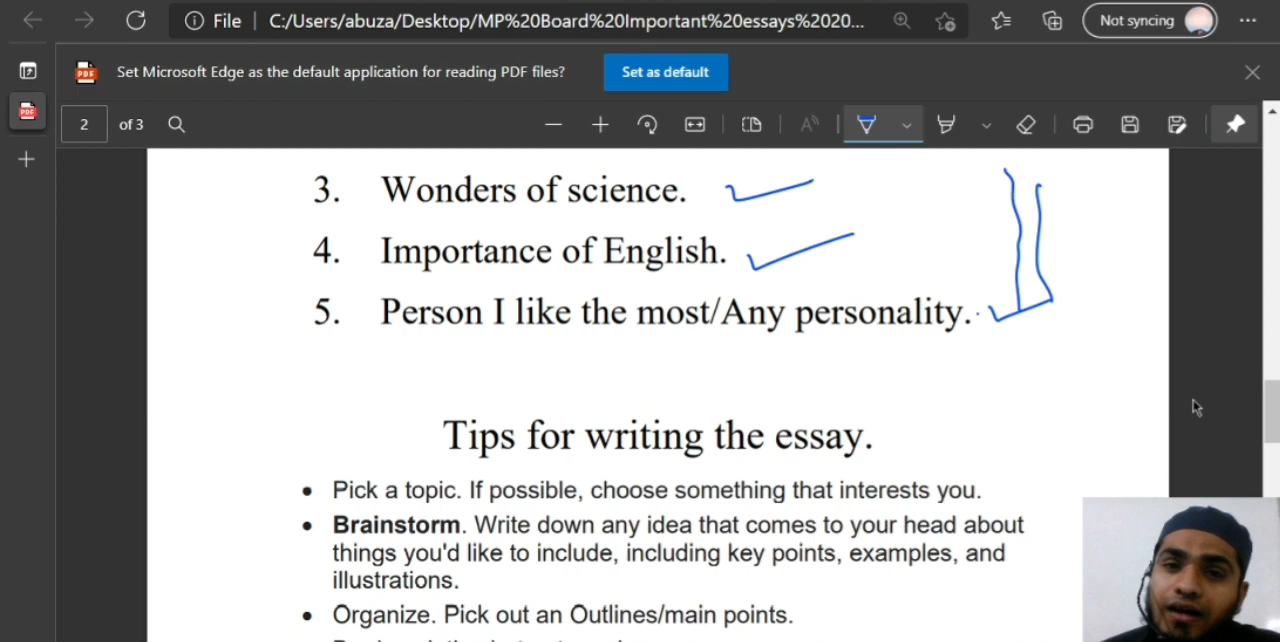 File
C:/Users/abuza/Desktop/MP%20Board%20Important%20essays%2020...
Not syncing
PDF
Set Microsoft Edge as the default application for reading PDF files?
Set as default
PDF
2
of 3
3. Wonders of science.
4. Importance of English.
5. Person I like the most/Any personality.
Tips for writing the essay.
• Pick a topic. If possible, choose something that interests you.
• Brainstorm. Write down any idea that comes to your head about
things you'd like to include, including key points, examples, and
illustrations.
• Organize. Pick out an Outlines/main points.